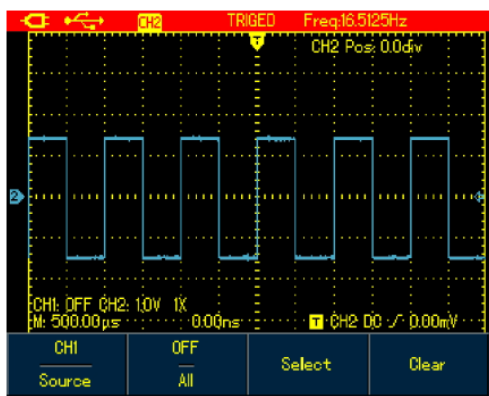 CH2 TRIGED Freq:16.5125Hz
T
CH2 Pos: 0.0div
2
CH1: OFF CH2: 1.0V 1X
M: 500.00µs 0.00ns T CH2 DC 0.00mV
CH1 OFF Select Clear
Source All